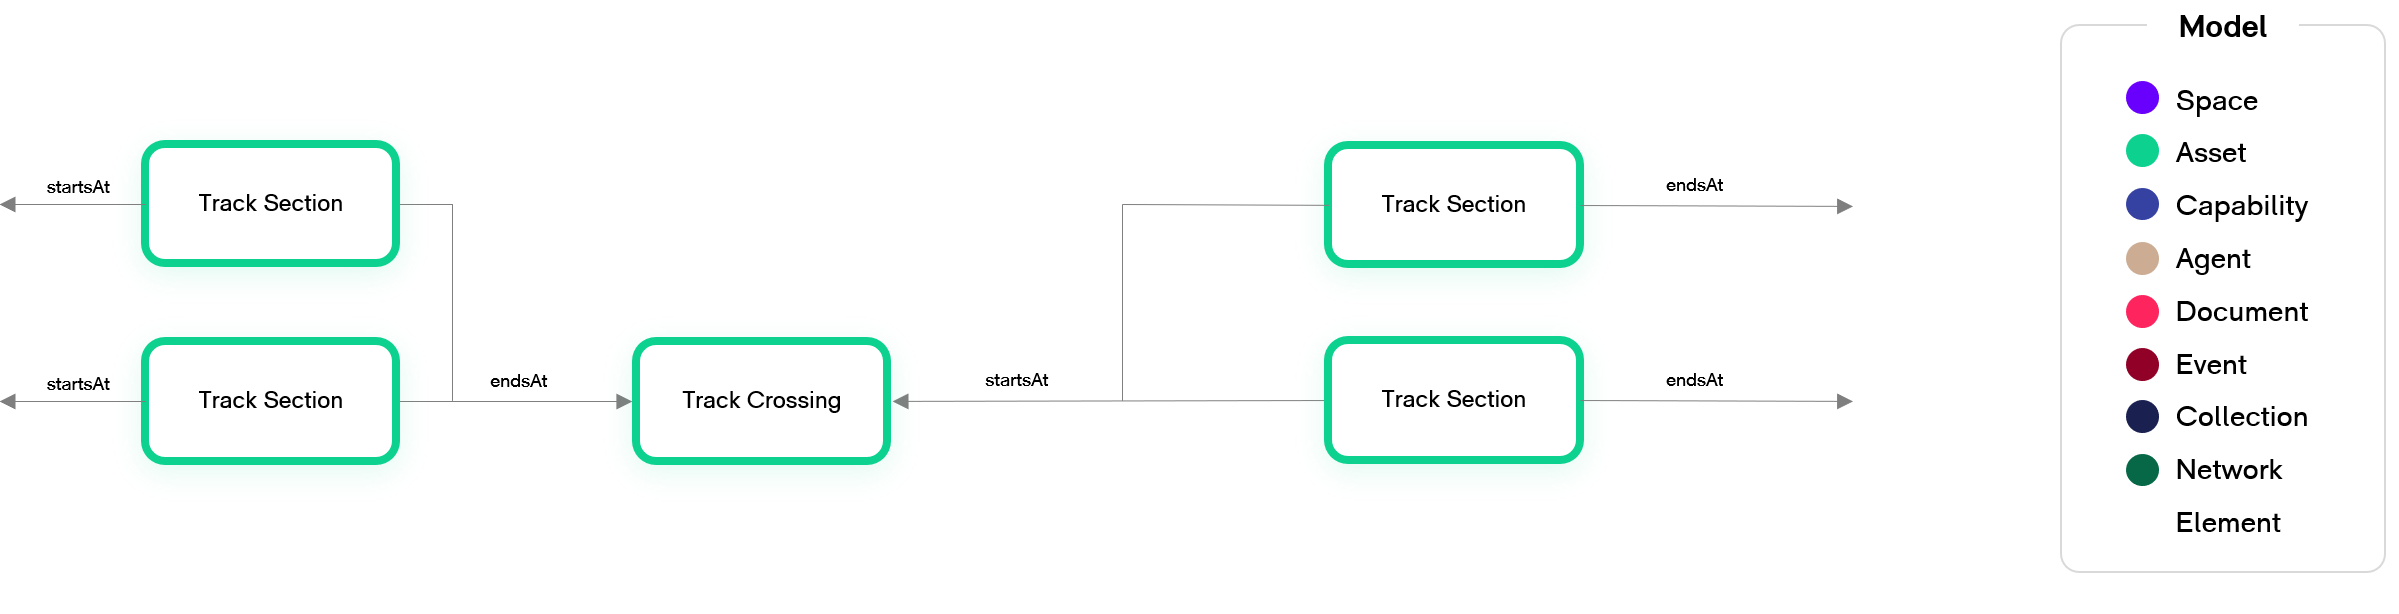 Model
Space
Asset
Capability
Agent
Document
Event
Collection
Network
Element
startsAt
Track Section
Track Section
endsAt
startsAt
Track Section
endsAt
Track Crossing
startsAt
Track Section
endsAt